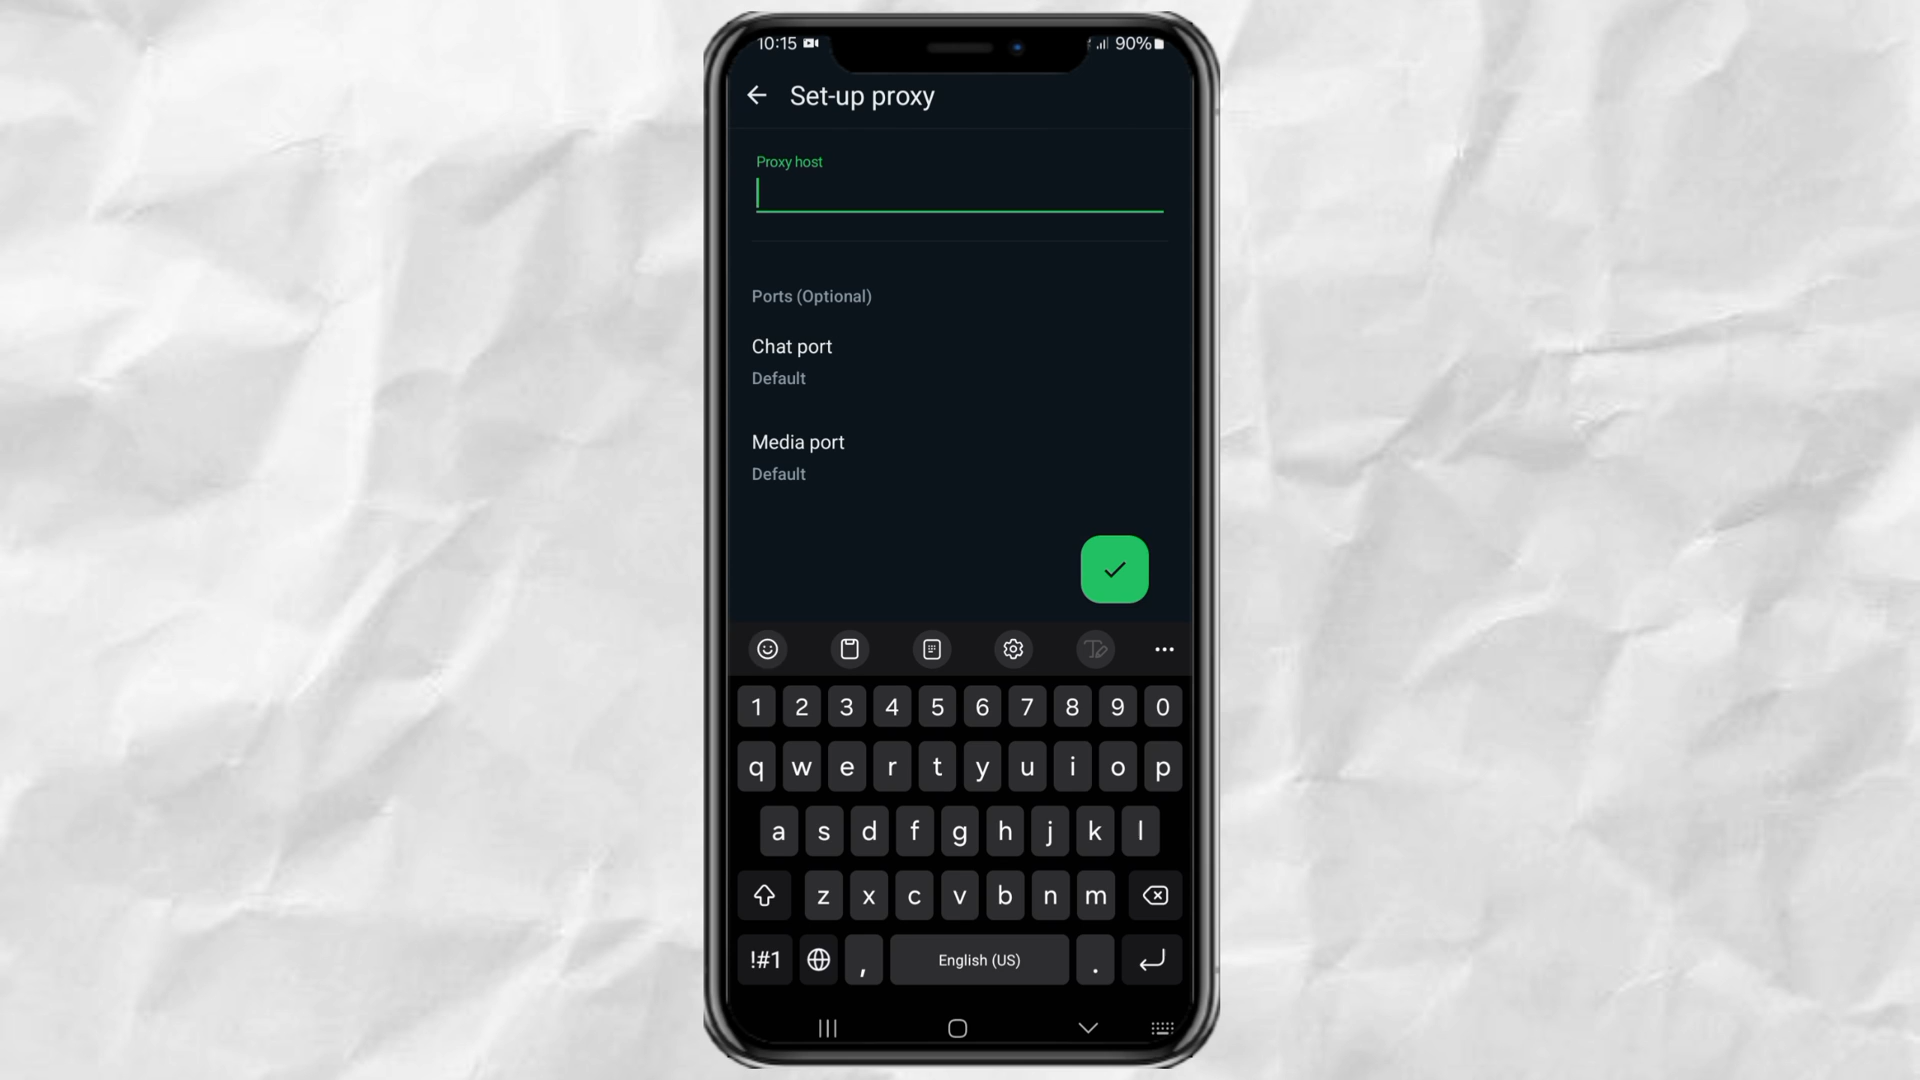 10:15 90%
Set-up proxy
Proxy host
Ports (Optional)
Chat port
Default
Media port
Default
1 2 3 4 5 6 7 8 9 0
q w e r t y u i o p
a s d f g h j k l
z x c v b n m
!#1 , English (US) .